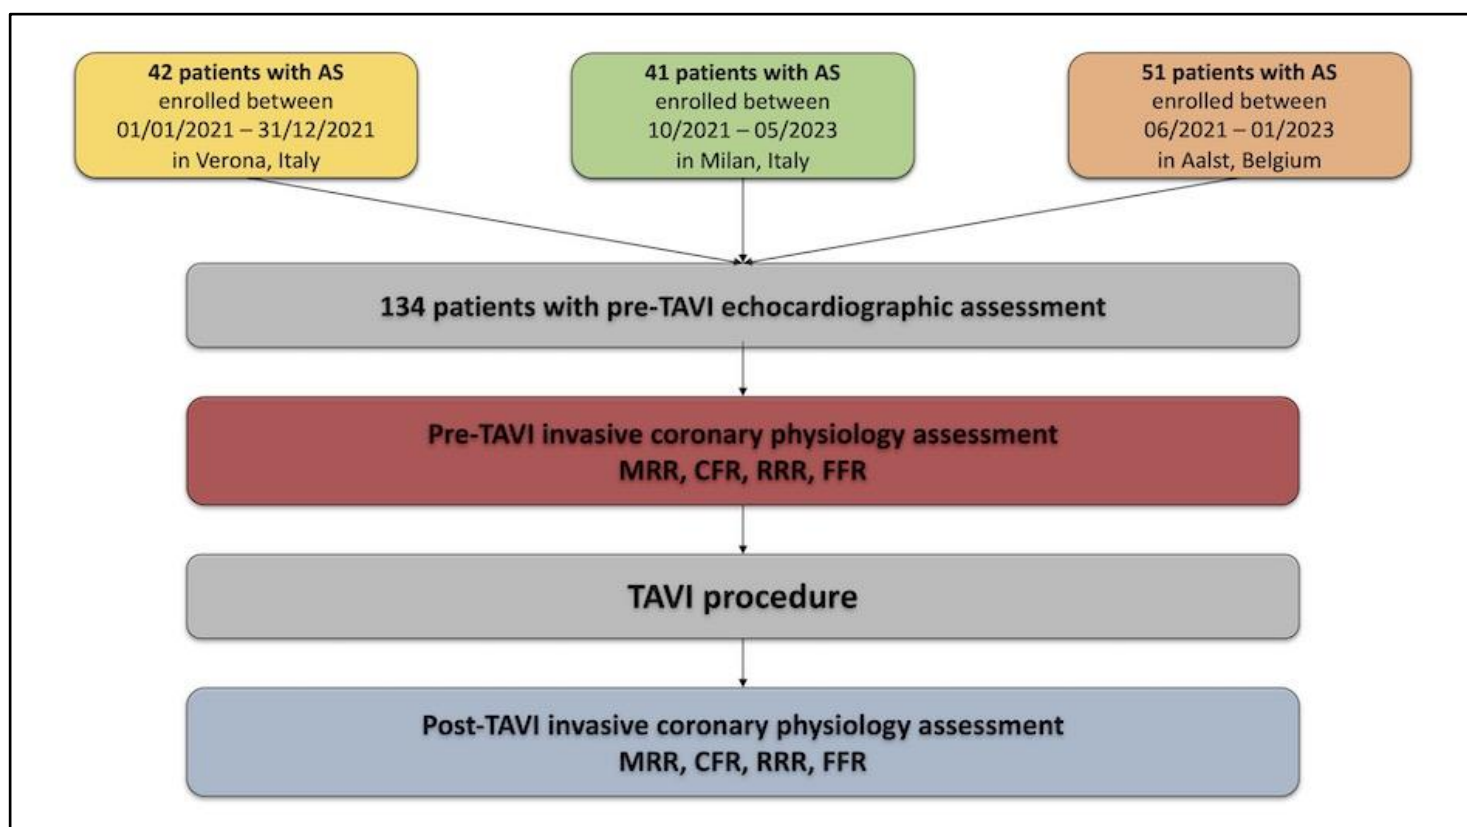 42 patients with AS
enrolled between
01/01/2021 – 31/12/2021
in Verona, Italy
41 patients with AS
enrolled between
10/2021 – 05/2023
in Milan, Italy
51 patients with AS
enrolled between
06/2021 – 01/2023
in Aalst, Belgium
134 patients with pre-TAVI echocardiographic assessment
Pre-TAVI invasive coronary physiology assessment
MRR, CFR, RRR, FFR
TAVI procedure
Post-TAVI invasive coronary physiology assessment
MRR, CFR, RRR, FFR